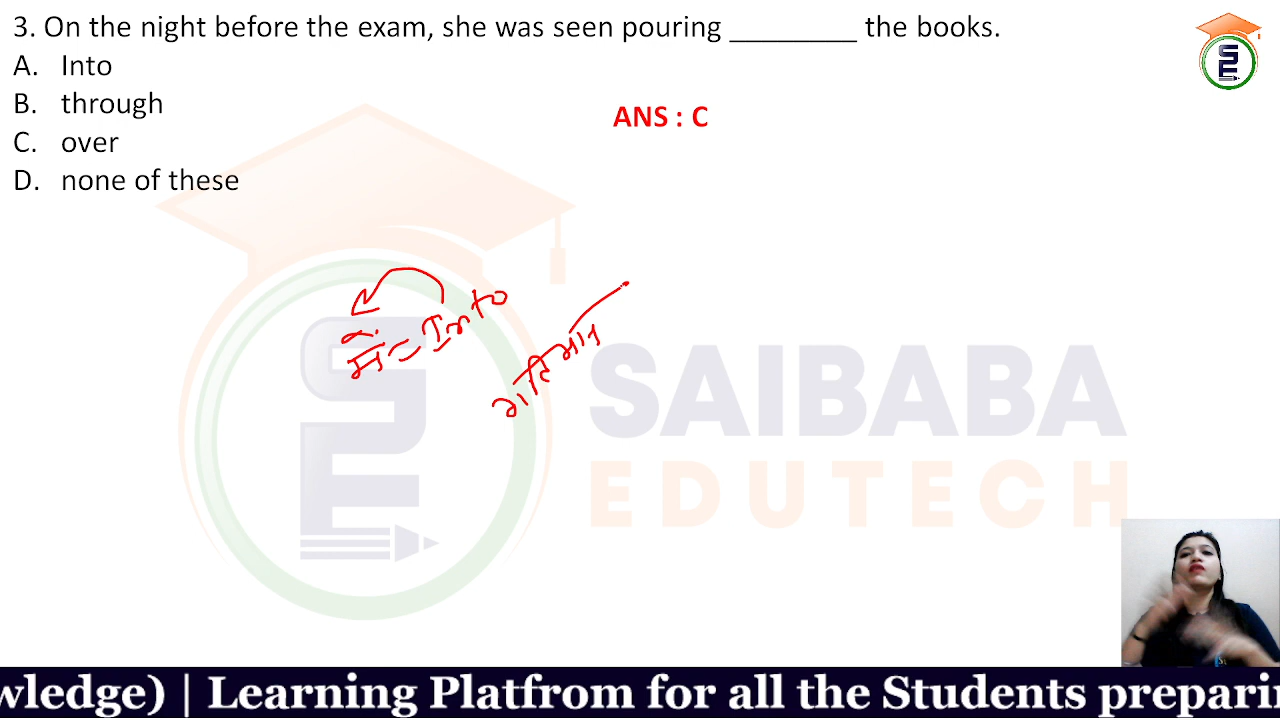 3. On the night before the exam, she was seen pouring ________ the books.
A. Into
B. through
C. over
D. none of these
ANS : C
में = Into
गतिमान
SAIBABA
EDUTECH
wledge) | Learning Platfrom for all the Students preparin